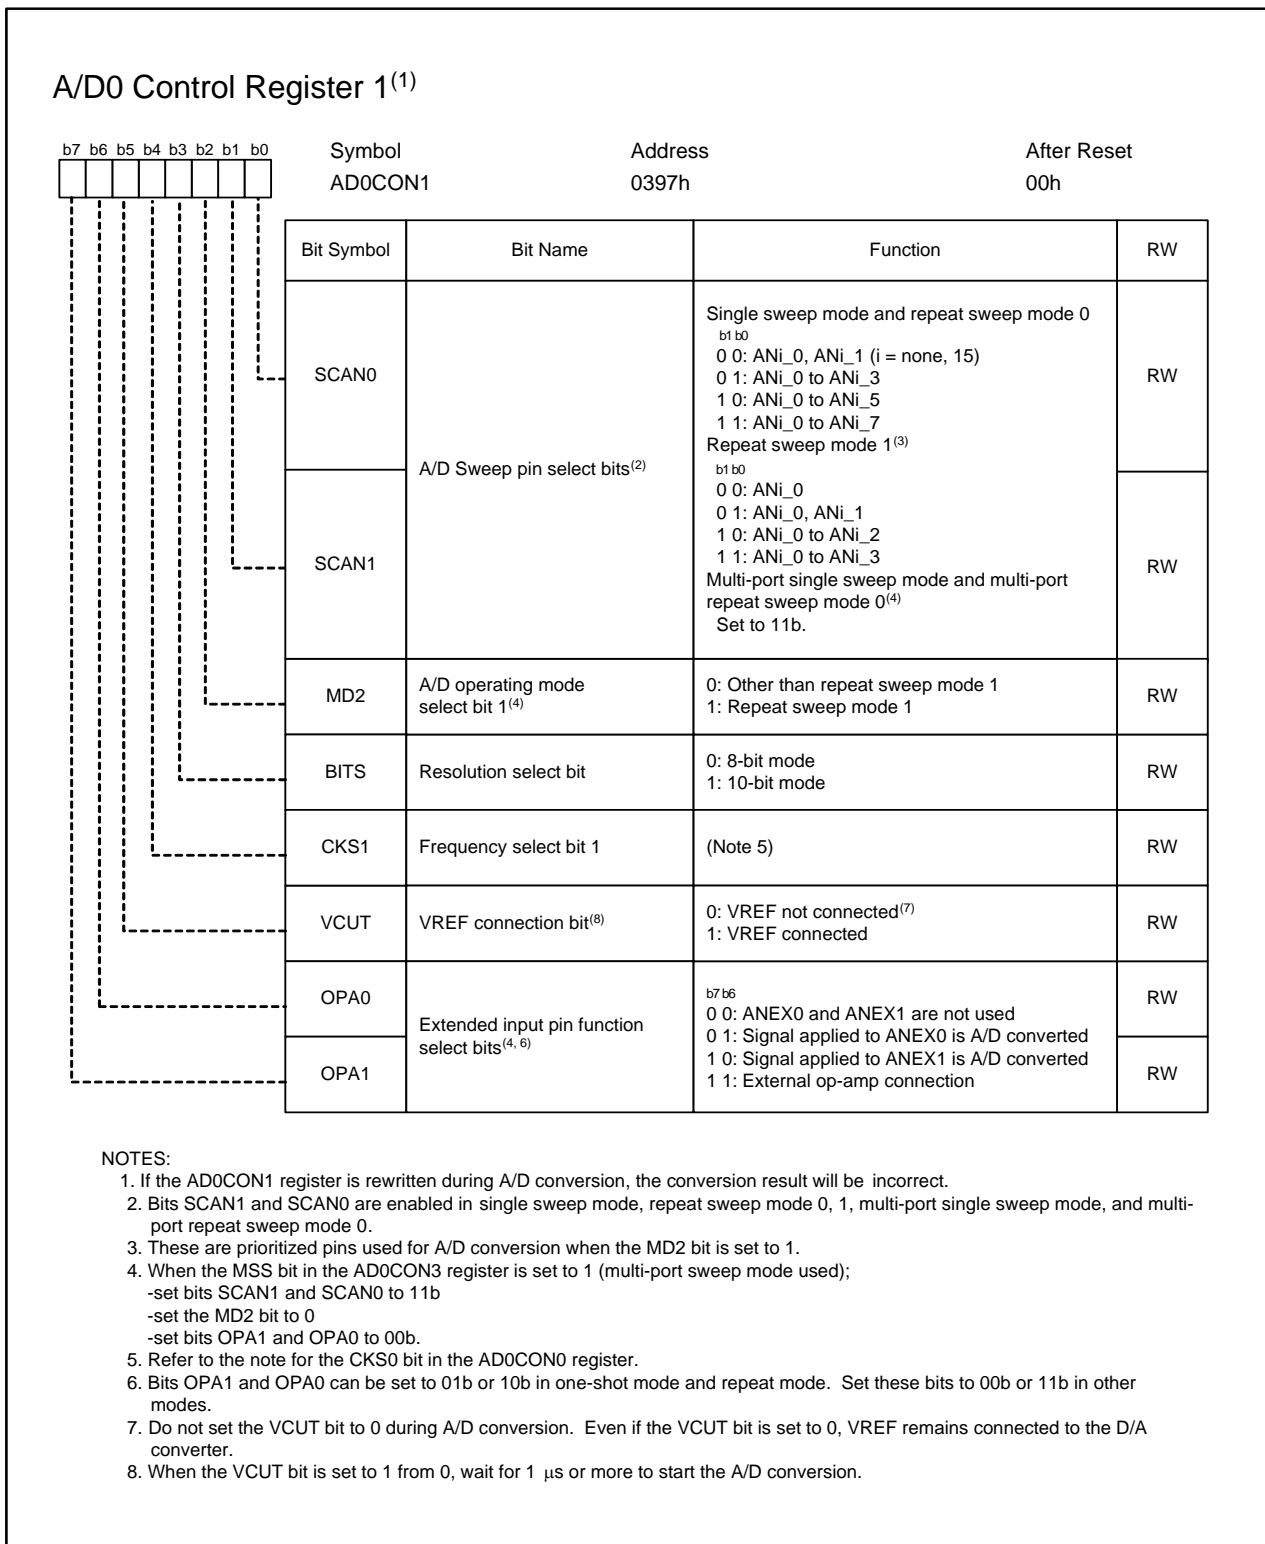 A/D0 Control Register 1(1)
b7 b6 b5 b4 b3 b2 b1 b0
Symbol Address After Reset
AD0CON1 0397h 00h
Bit Symbol Bit Name Function RW
SCAN0
A/D Sweep pin select bits(2)
Single sweep mode and repeat sweep mode 0
b1 b0
0 0: ANi_0, ANi_1 (i = none, 15)
0 1: ANi_0 to ANi_3
1 0: ANi_0 to ANi_5
1 1: ANi_0 to ANi_7
Repeat sweep mode 1(3)
b1 b0
0 0: ANi_0
0 1: ANi_0, ANi_1
1 0: ANi_0 to ANi_2
1 1: ANi_0 to ANi_3
Multi-port single sweep mode and multi-port
repeat sweep mode 0(4)
Set to 11b.
RW
SCAN1
RW
MD2
A/D operating mode
select bit 1(4)
0: Other than repeat sweep mode 1
1: Repeat sweep mode 1
RW
BITS
Resolution select bit
0: 8-bit mode
1: 10-bit mode
RW
CKS1
Frequency select bit 1
(Note 5)
RW
VCUT
VREF connection bit(8)
0: VREF not connected(7)
1: VREF connected
RW
OPA0
Extended input pin function
select bits(4, 6)
b7 b6
0 0: ANEX0 and ANEX1 are not used
0 1: Signal applied to ANEX0 is A/D converted
1 0: Signal applied to ANEX1 is A/D converted
1 1: External op-amp connection
RW
OPA1
RW
NOTES:
1. If the AD0CON1 register is rewritten during A/D conversion, the conversion result will be incorrect.
2. Bits SCAN1 and SCAN0 are enabled in single sweep mode, repeat sweep mode 0, 1, multi-port single sweep mode, and multi-
port repeat sweep mode 0.
3. These are prioritized pins used for A/D conversion when the MD2 bit is set to 1.
4. When the MSS bit in the AD0CON3 register is set to 1 (multi-port sweep mode used);
-set bits SCAN1 and SCAN0 to 11b
-set the MD2 bit to 0
-set bits OPA1 and OPA0 to 00b.
5. Refer to the note for the CKS0 bit in the AD0CON0 register.
6. Bits OPA1 and OPA0 can be set to 01b or 10b in one-shot mode and repeat mode. Set these bits to 00b or 11b in other
modes.
7. Do not set the VCUT bit to 0 during A/D conversion. Even if the VCUT bit is set to 0, VREF remains connected to the D/A
converter.
8. When the VCUT bit is set to 1 from 0, wait for 1 μs or more to start the A/D conversion.